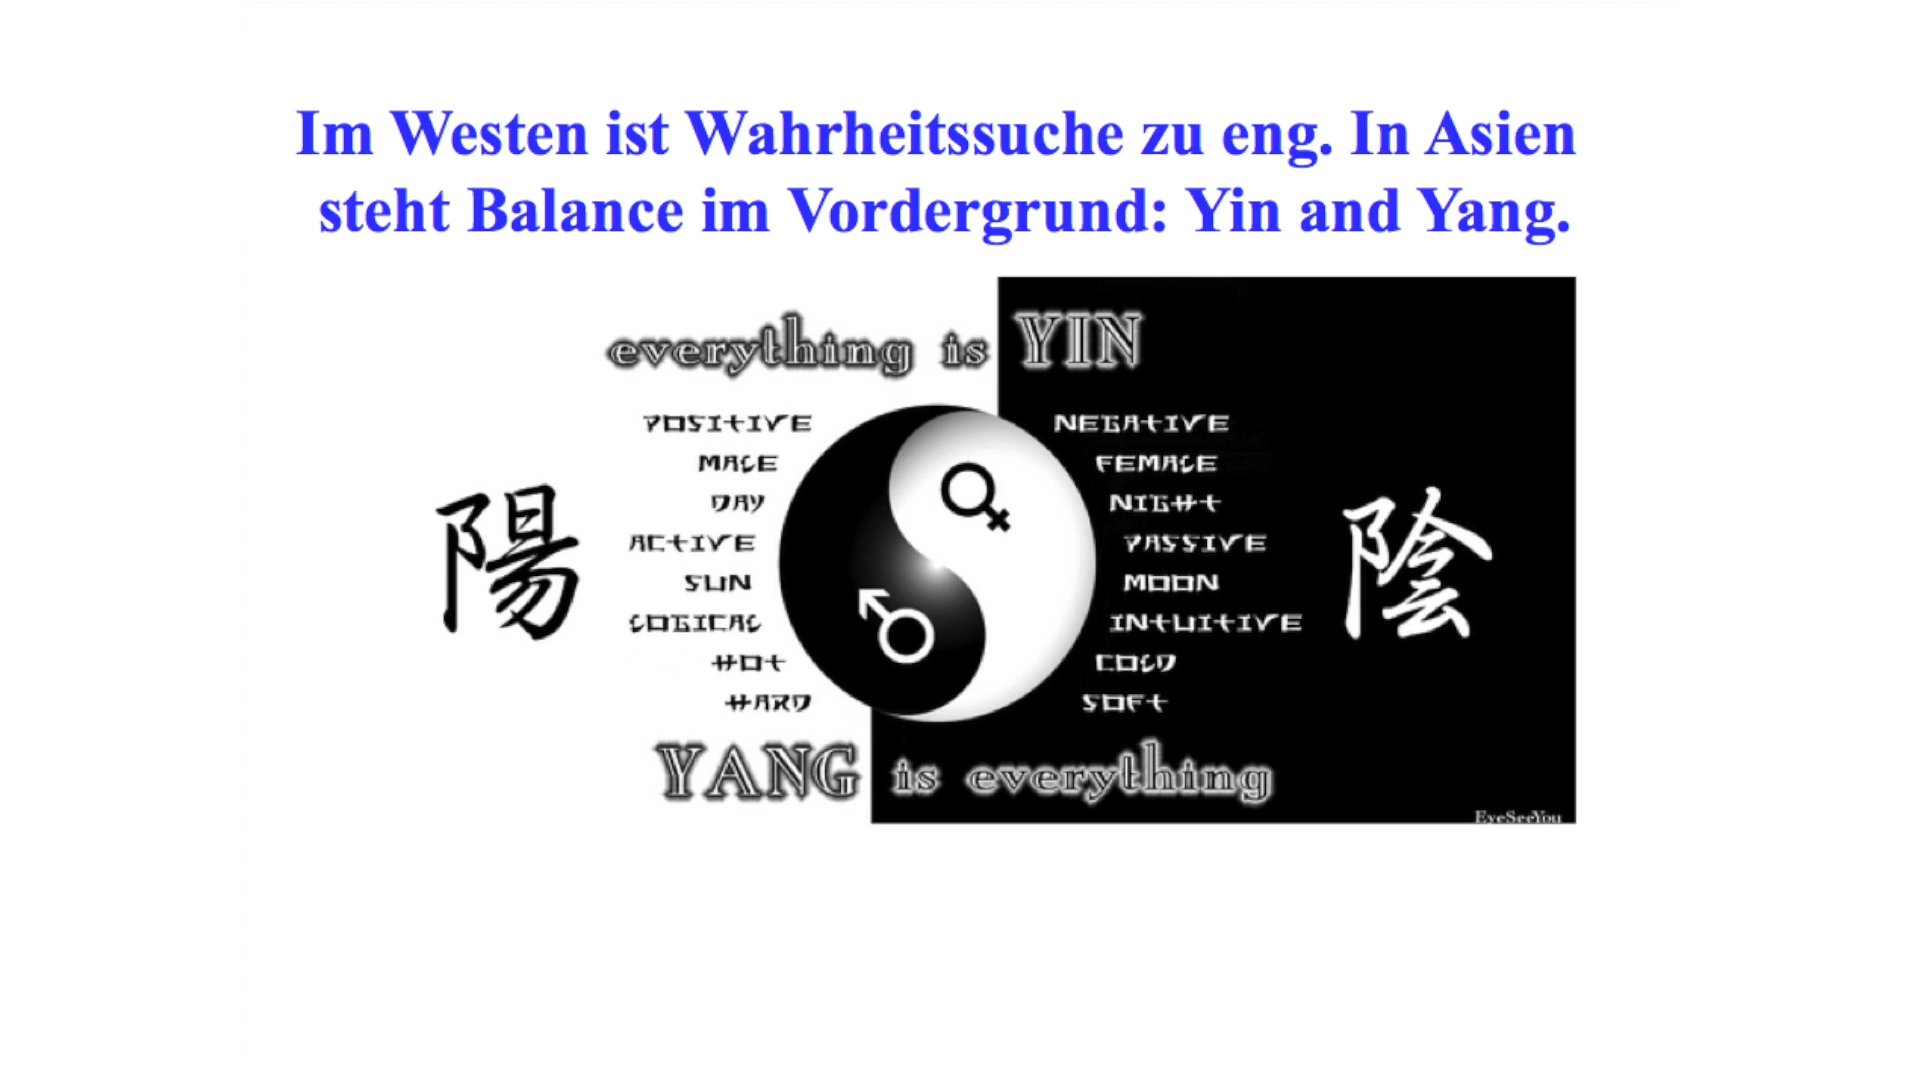 Im Westen ist Wahrheitssuche zu eng. In Asien
steht Balance im Vordergrund: Yin and Yang.
everything is YIN
POSITIVE NEGATIVE
MALE FEMALE
DAY NIGHT
ACTIVE PASSIVE
SUN MOON
LOGICAL INTUITIVE
HOT COLD
HARD SOFT
陽
陰
YANG is everything
EyeSeeYou